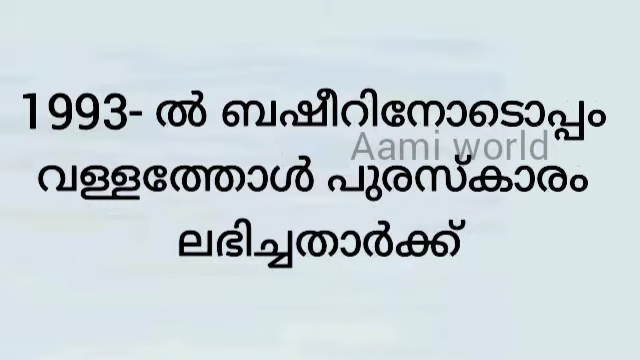 1993- ൽ ബഷീറിനോടൊപ്പം
Aami world
വള്ളത്തോൾ പുരസ്കാരം
ലഭിച്ചതാർക്ക്